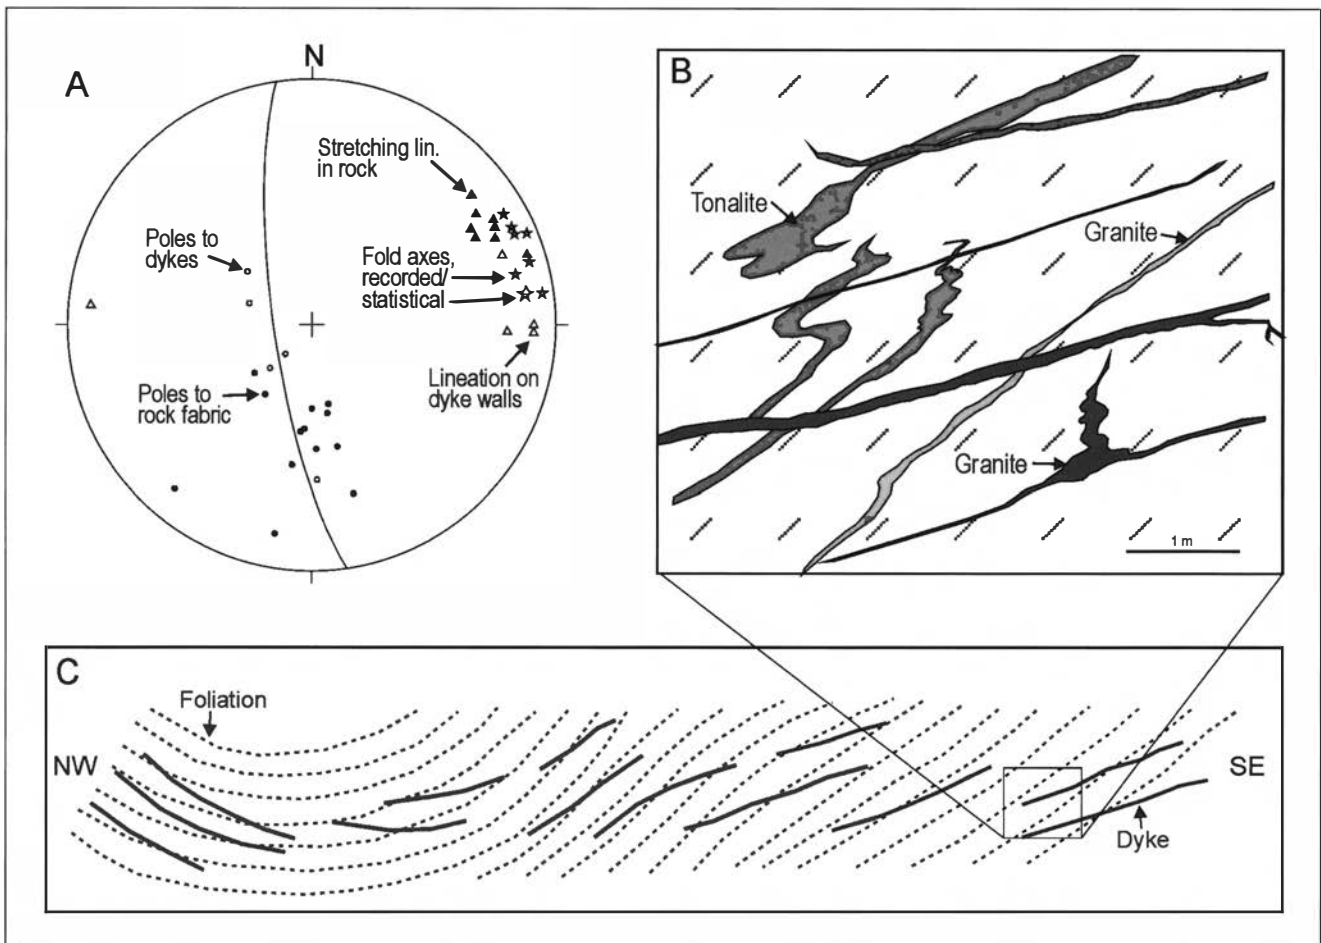 A
N
Stretching lin.
in rock
Poles to
dykes
Fold axes,
recorded/
statistical
Poles to
rock fabric
Lineation on
dyke walls
B
Tonalite
Granite
Granite
1 m
C
Foliation
NW
SE
Dyke